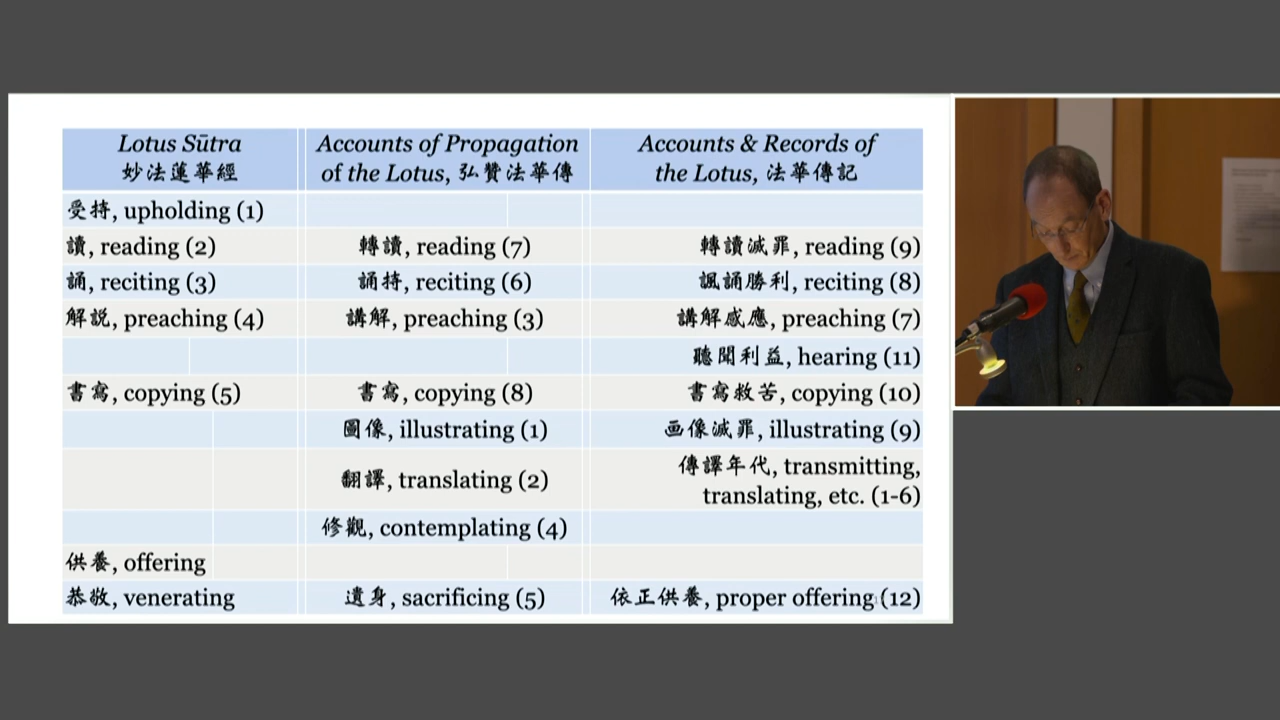 Lotus Sūtra
妙法蓮華經
Accounts of Propagation
of the Lotus, 弘贊法華傳
Accounts & Records of
the Lotus, 法華傳記
受持, upholding (1)
讀, reading (2)
轉讀, reading (7)
轉讀滅罪, reading (9)
誦, reciting (3)
誦持, reciting (6)
諷誦勝利, reciting (8)
解説, preaching (4)
講解, preaching (3)
講解感應, preaching (7)
聽聞利益, hearing (11)
書寫, copying (5)
書寫, copying (8)
書寫救苦, copying (10)
圖像, illustrating (1)
画像滅罪, illustrating (9)
翻譯, translating (2)
傳譯年代, transmitting,
translating, etc. (1-6)
修觀, contemplating (4)
供養, offering
恭敬, venerating
遺身, sacrificing (5)
依正供養, proper offering (12)